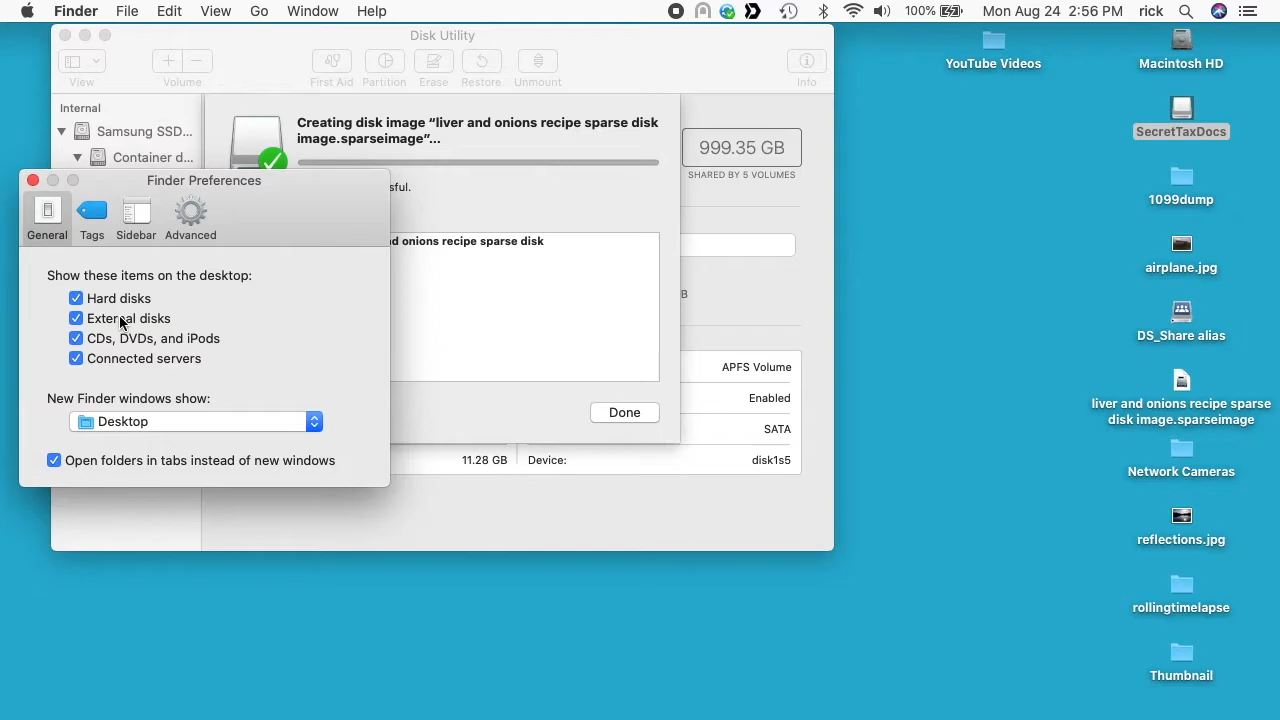 Finder File Edit View Go Window Help 100% Mon Aug 24 2:56 PM rick
Disk Utility
View Volume First Aid Partition Erase Restore Unmount Info
Internal
Samsung SSD...
Container d...
Creating disk image “liver and onions recipe sparse disk
image.sparseimage”...
sful.
d onions recipe sparse disk
Done
999.35 GB
SHARED BY 5 VOLUMES
B
APFS Volume
Enabled
SATA
11.28 GB Device: disk1s5
Finder Preferences
General Tags Sidebar Advanced
Show these items on the desktop:
Hard disks
External disks
CDs, DVDs, and iPods
Connected servers
New Finder windows show:
Desktop
Open folders in tabs instead of new windows
YouTube Videos
Macintosh HD
SecretTaxDocs
1099dump
airplane.jpg
DS_Share alias
liver and onions recipe sparse
disk image.sparseimage
Network Cameras
reflections.jpg
rollingtimelapse
Thumbnail